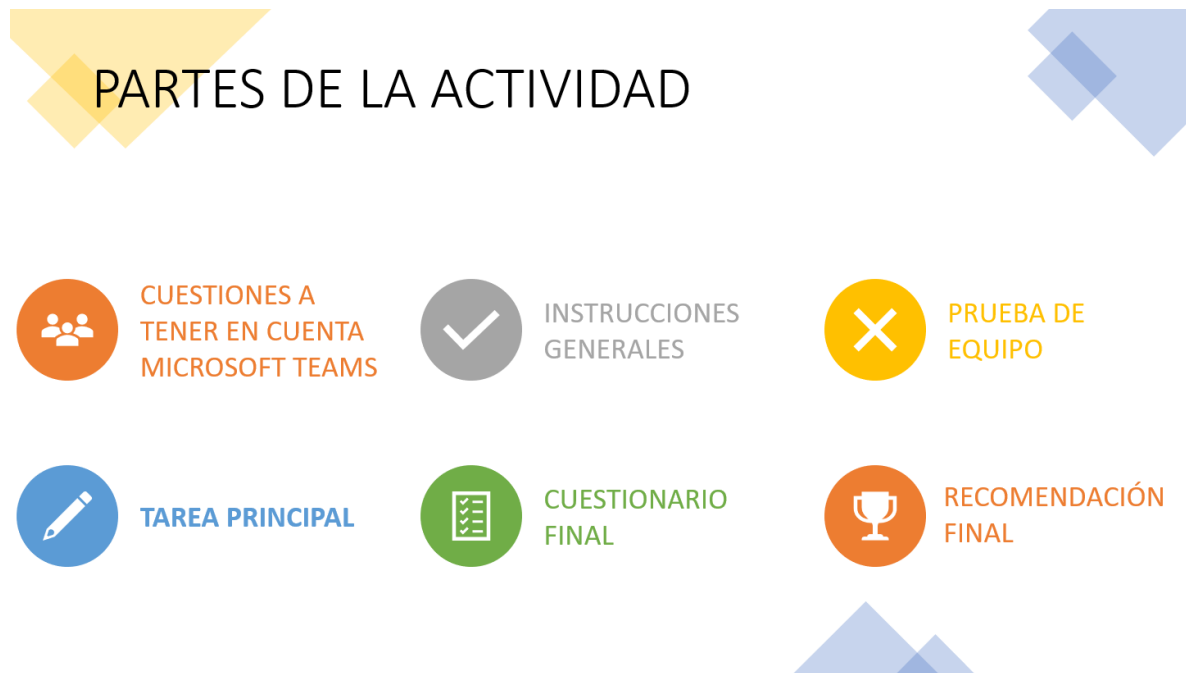 PARTES DE LA ACTIVIDAD
CUESTIONES A
TENER EN CUENTA
MICROSOFT TEAMS
INSTRUCCIONES
GENERALES
PRUEBA DE
EQUIPO
TAREA PRINCIPAL
CUESTIONARIO
FINAL
RECOMENDACIÓN
FINAL